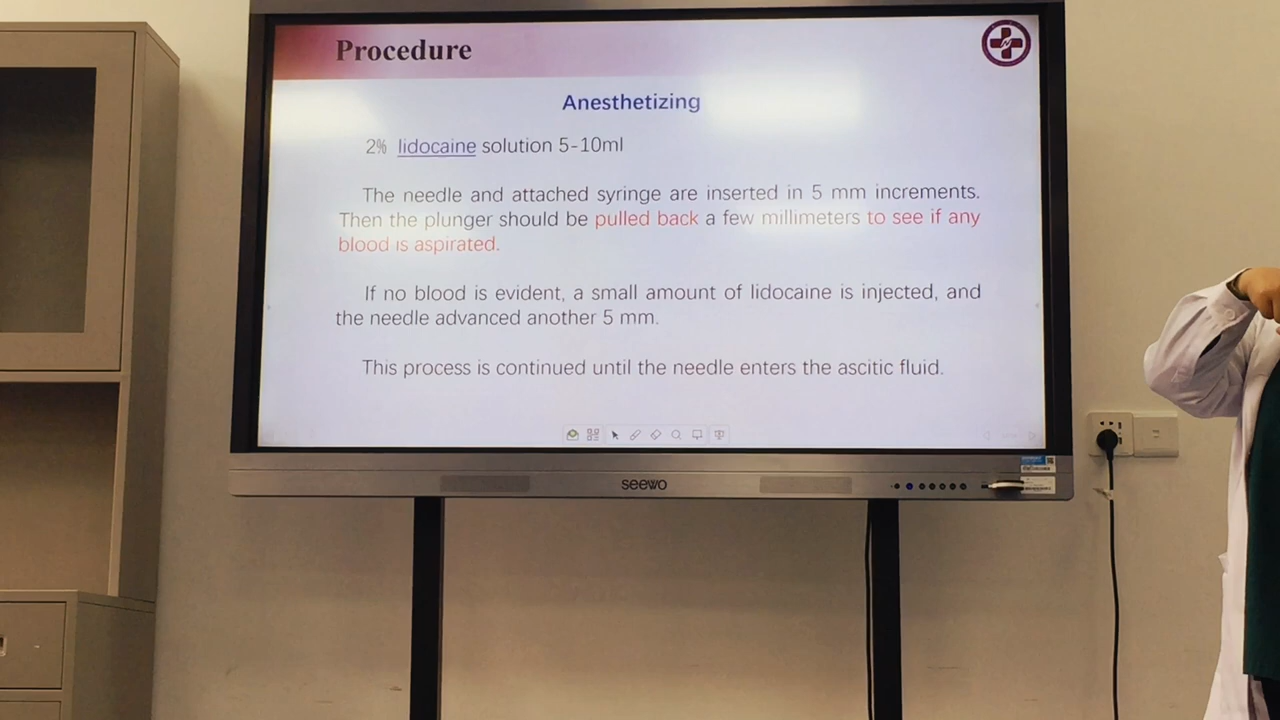 Procedure
Anesthetizing
2% lidocaine solution 5-10ml
The needle and attached syringe are inserted in 5 mm increments.
Then the plunger should be pulled back a few millimeters to see if any
blood is aspirated.
If no blood is evident, a small amount of lidocaine is injected, and
the needle advanced another 5 mm.
This process is continued until the needle enters the ascitic fluid.
seewo